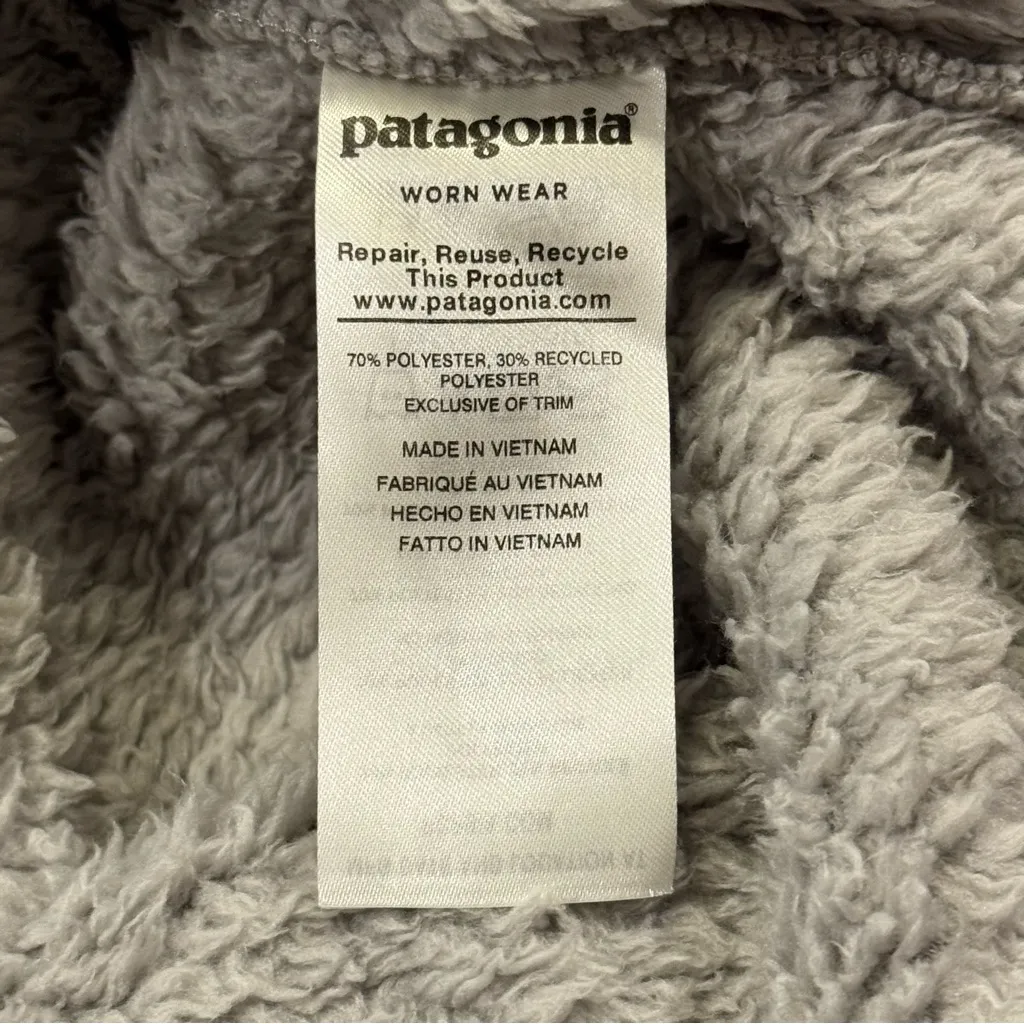 patagonia®
WORN WEAR
Repair, Reuse, Recycle
This Product
www.patagonia.com
70% POLYESTER, 30% RECYCLED
POLYESTER
EXCLUSIVE OF TRIM
MADE IN VIETNAM
FABRIQUÉ AU VIETNAM
HECHO EN VIETNAM
FATTO IN VIETNAM